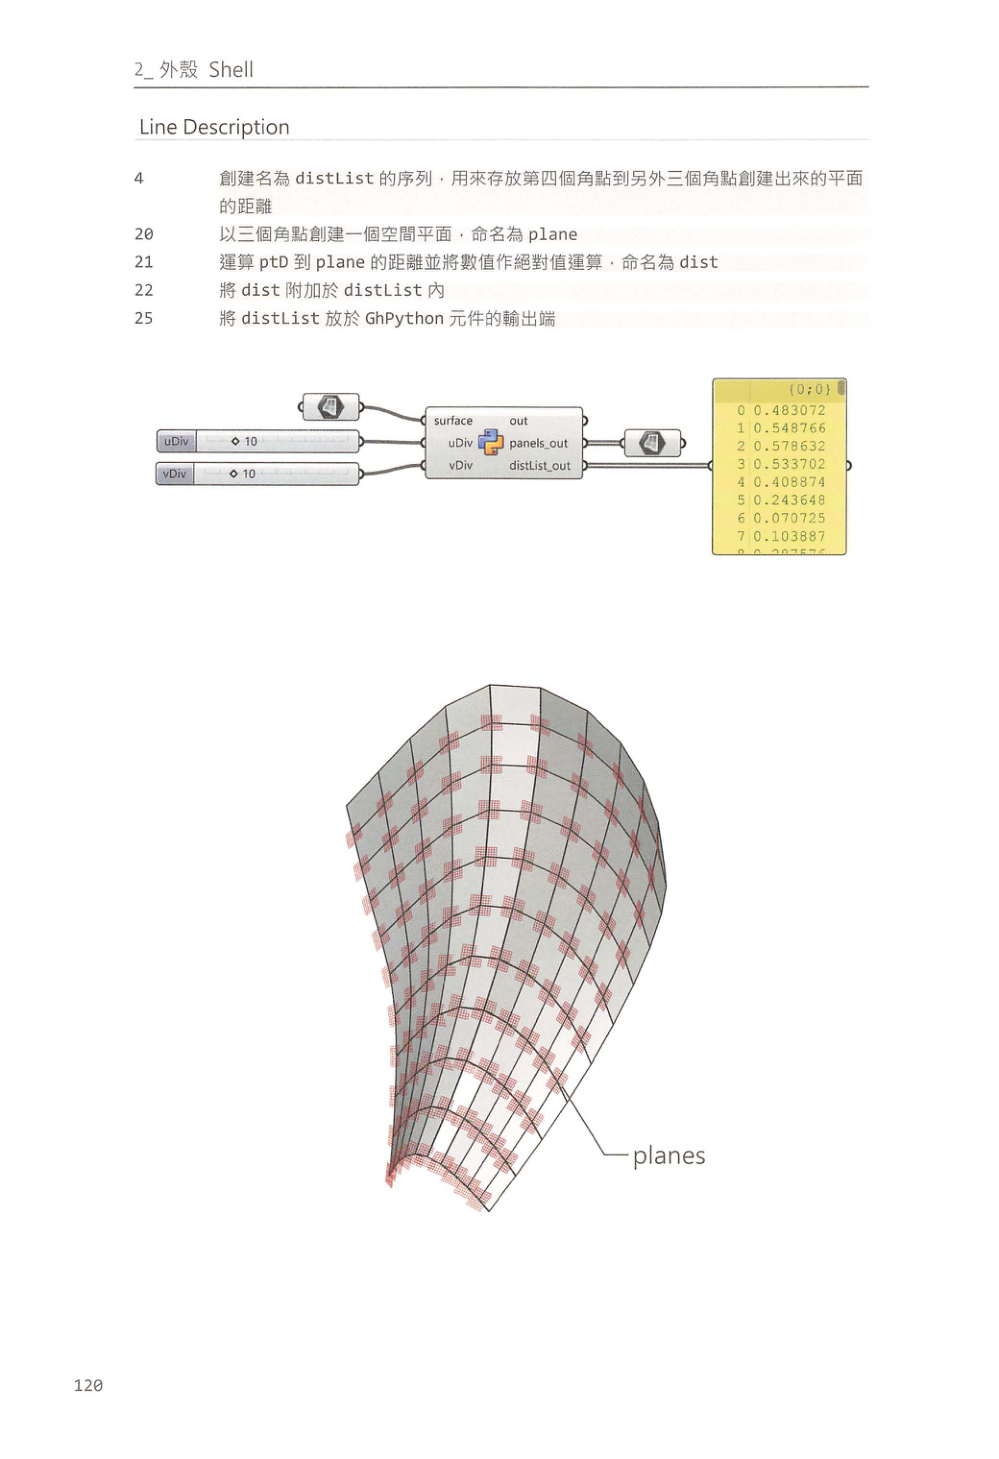 2_ 外殼 Shell
Line Description
4 創建名為 distList 的序列，用來存放第四個角點到另外三個角點創建出來的平面
的距離
20 以三個角點創建一個空間平面，命名為 plane
21 運算 ptD 到 plane 的距離並將數值作絕對值運算，命名為 dist
22 將 dist 附加於 distList 內
25 將 distList 放於 GhPython 元件的輸出端
{0;0}
surface out
uDiv 10 uDiv panels_out
vDiv 10 vDiv distList_out
0 0.483072
1 0.548766
2 0.578632
3 0.533702
4 0.408874
5 0.243648
6 0.070725
7 0.103887
planes
120